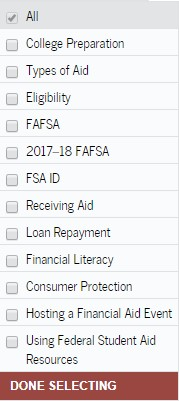 All
College Preparation
Types of Aid
Eligibility
FAFSA
2017–18 FAFSA
FSA ID
Receiving Aid
Loan Repayment
Financial Literacy
Consumer Protection
Hosting a Financial Aid Event
Using Federal Student Aid
Resources
DONE SELECTING